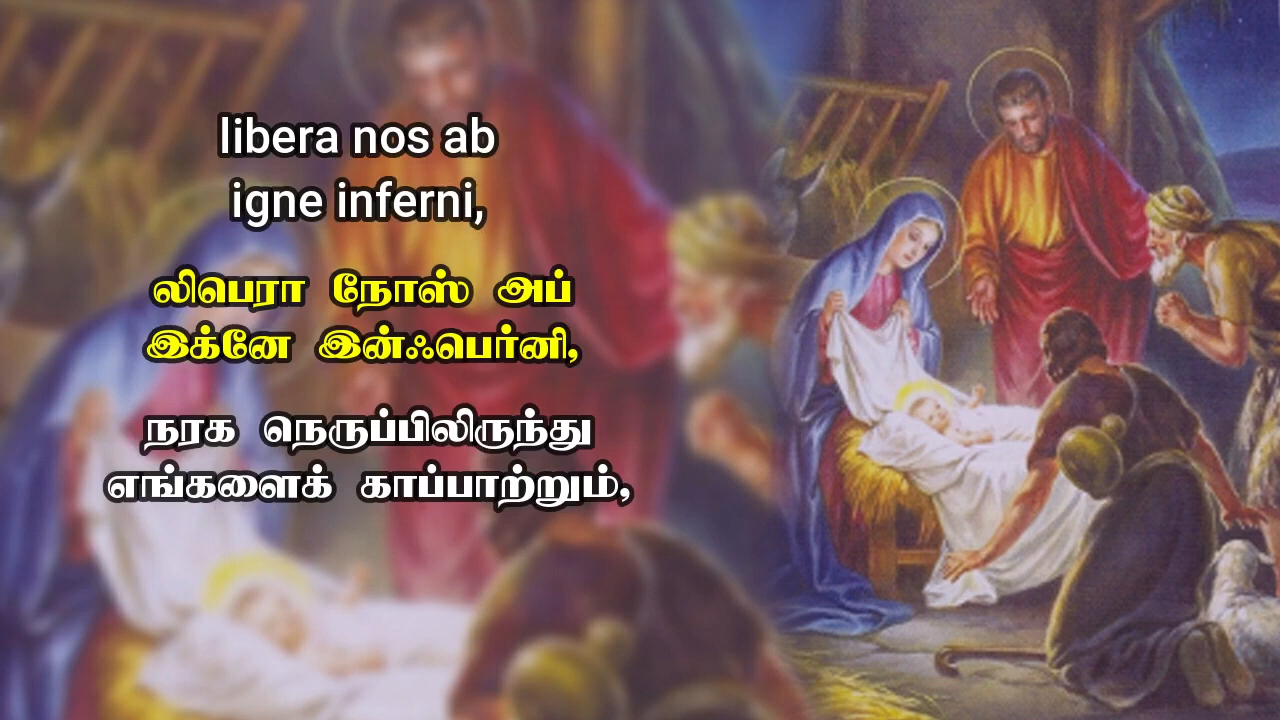 libera nos ab
igne inferni,
லிபெரா நோஸ் அப்
இக்னே இன்ஃபெர்னி,
நரக நெருப்பிலிருந்து
எங்களைக் காப்பாற்றும்,